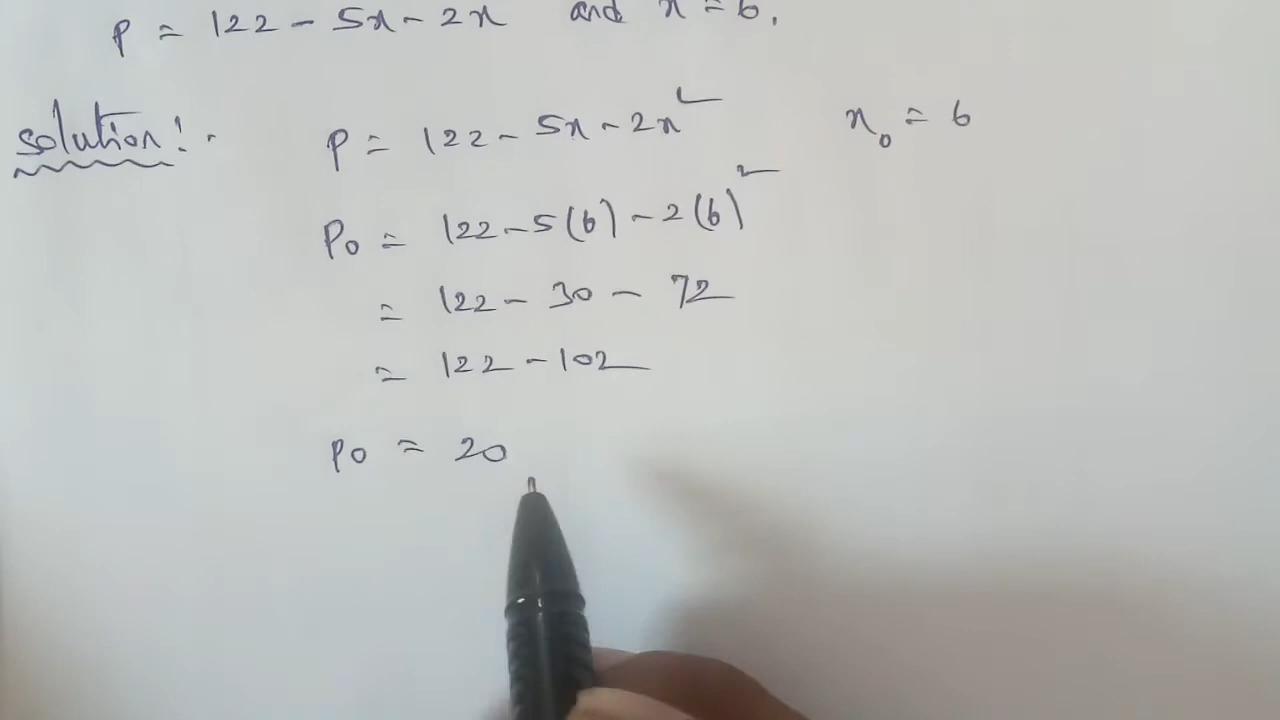 P = 122 - 5x - 2x and x = 6.
Solution:-
P = 122 - 5x - 2x² x₀ = 6
P₀ = 122 - 5(6) - 2(6)²
= 122 - 30 - 72
= 122 - 102
P₀ = 20